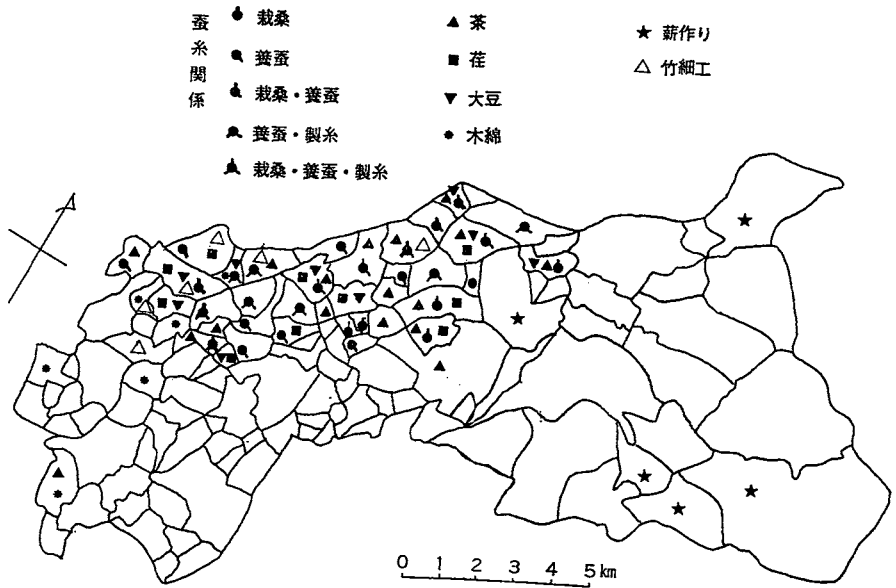 蚕糸関係
栽桑
養蚕
栽桑・養蚕
養蚕・製糸
栽桑・養蚕・製糸
茶
荏
大豆
木綿
薪作り
竹細工
0 1 2 3 4 5km